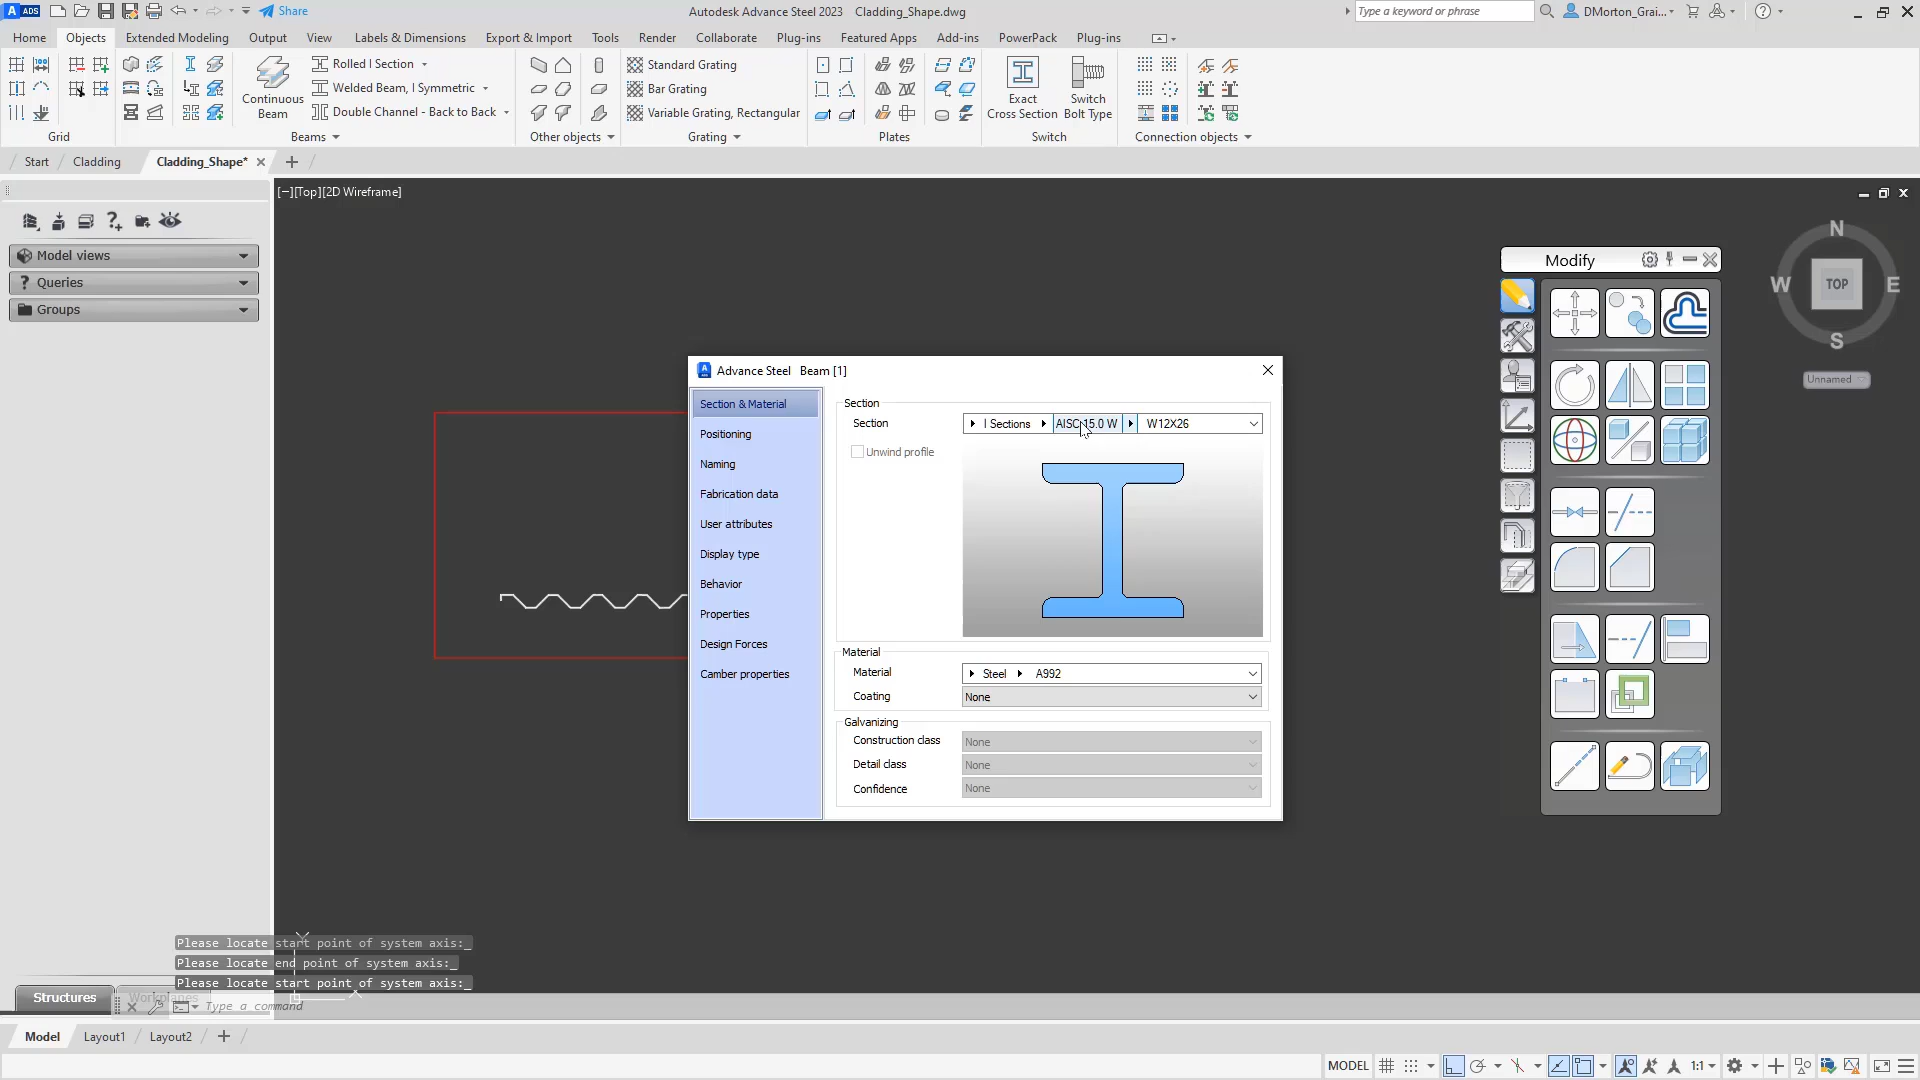 A ADS
Share
Autodesk Advance Steel 2023 Cladding_Shape.dwg
Type a keyword or phrase
DMorton_Grai...
Home Objects Extended Modeling Output View Labels & Dimensions Export & Import Tools Render Collaborate Plug-ins Featured Apps Add-ins PowerPack Plug-ins
Continuous Beam
Rolled I Section
Welded Beam, I Symmetric
Double Channel - Back to Back
Standard Grating
Bar Grating
Variable Grating, Rectangular
Exact Cross Section
Switch Bolt Type
Grid Beams Other objects Grating Plates Switch Connection objects
Start Cladding Cladding_Shape*
[−][Top][2D Wireframe]
Model views
Queries
Groups
Modify
N
W TOP E
S
Unnamed
A ADS
Advance Steel Beam [1]
Section & Material
Positioning
Naming
Fabrication data
User attributes
Display type
Behavior
Properties
Design Forces
Camber properties
Section
Section I Sections AISC 15.0 W W12X26
Unwind profile
Material
Material Steel A992
Coating None
Galvanizing
Construction class None
Detail class None
Confidence None
Please locate start point of system axis:_
Please locate end point of system axis:_
Please locate start point of system axis:_
Structures Workplanes
Type a command
Model Layout1 Layout2
MODEL 1:1